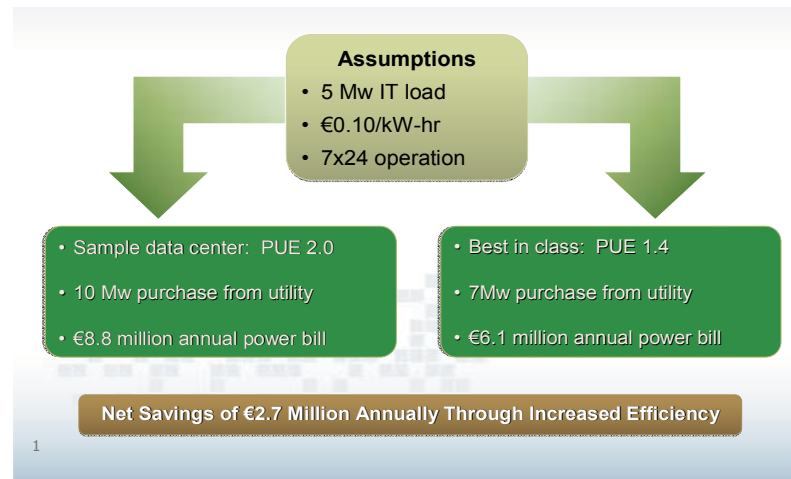 Assumptions
• 5 Mw IT load
• €0.10/kW-hr
• 7x24 operation
• Sample data center: PUE 2.0
• 10 Mw purchase from utility
• €8.8 million annual power bill
• Best in class: PUE 1.4
• 7Mw purchase from utility
• €6.1 million annual power bill
Net Savings of €2.7 Million Annually Through Increased Efficiency
1